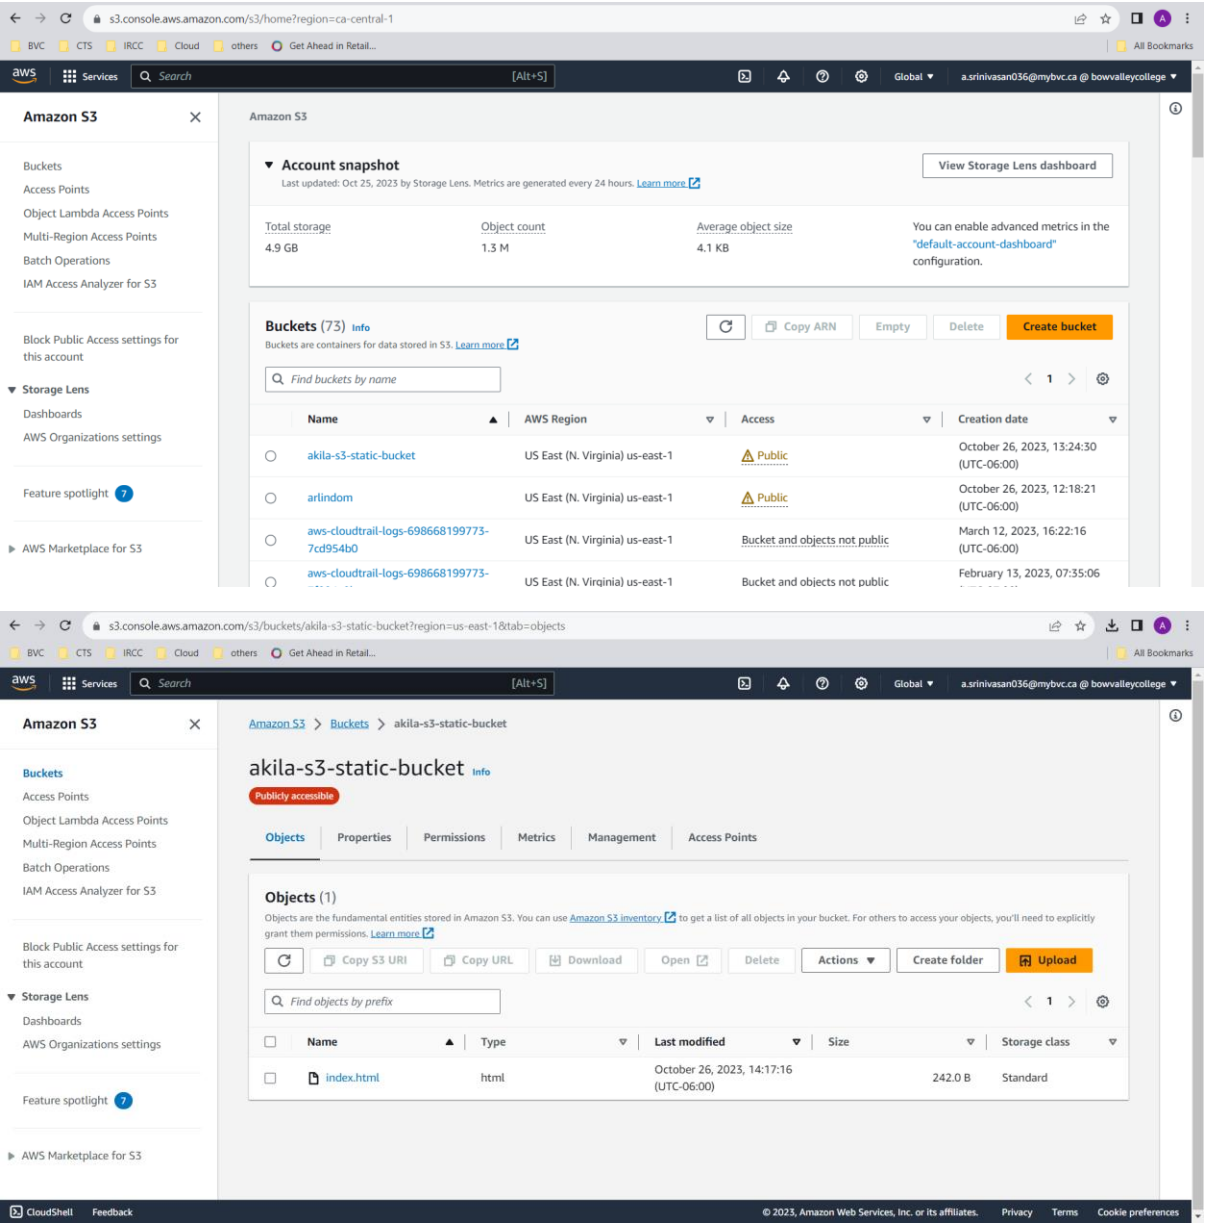 s3.console.aws.amazon.com/s3/home?region=ca-central-1
BVC CTS IRCC Cloud others Get Ahead in Retail... All Bookmarks
aws Services Search [Alt+S] Global a.srinivasan036@mybvc.ca @ bowvalleycollege
Amazon S3
Buckets
Access Points
Object Lambda Access Points
Multi-Region Access Points
Batch Operations
IAM Access Analyzer for S3
Block Public Access settings for
this account
Storage Lens
Dashboards
AWS Organizations settings
Feature spotlight 7
AWS Marketplace for S3
Amazon S3
Account snapshot
Last updated: Oct 25, 2023 by Storage Lens. Metrics are generated every 24 hours. Learn more
View Storage Lens dashboard
Total storage
4.9 GB
Object count
1.3 M
Average object size
4.1 KB
You can enable advanced metrics in the
"default-account-dashboard"
configuration.
Buckets (73) Info
Buckets are containers for data stored in S3. Learn more
Copy ARN Empty Delete Create bucket
Find buckets by name
1
Name AWS Region Access Creation date
akila-s3-static-bucket US East (N. Virginia) us-east-1 Public October 26, 2023, 13:24:30
(UTC-06:00)
arlindom US East (N. Virginia) us-east-1 Public October 26, 2023, 12:18:21
(UTC-06:00)
aws-cloudtrail-logs-698668199773-
7cd954b0 US East (N. Virginia) us-east-1 Bucket and objects not public March 12, 2023, 16:22:16
(UTC-06:00)
aws-cloudtrail-logs-698668199773-
US East (N. Virginia) us-east-1 Bucket and objects not public February 13, 2023, 07:35:06
s3.console.aws.amazon.com/s3/buckets/akila-s3-static-bucket?region=us-east-1&tab=objects
BVC CTS IRCC Cloud others Get Ahead in Retail... All Bookmarks
aws Services Search [Alt+S] Global a.srinivasan036@mybvc.ca @ bowvalleycollege
Amazon S3
Buckets
Access Points
Object Lambda Access Points
Multi-Region Access Points
Batch Operations
IAM Access Analyzer for S3
Block Public Access settings for
this account
Storage Lens
Dashboards
AWS Organizations settings
Feature spotlight 7
AWS Marketplace for S3
Amazon S3 > Buckets > akila-s3-static-bucket
akila-s3-static-bucket Info
Publicly accessible
Objects Properties Permissions Metrics Management Access Points
Objects (1)
Objects are the fundamental entities stored in Amazon S3. You can use Amazon S3 inventory to get a list of all objects in your bucket. For others to access your objects, you'll need to explicitly
grant them permissions. Learn more
Copy S3 URI Copy URL Download Open Delete Actions Create folder Upload
Find objects by prefix
1
Name Type Last modified Size Storage class
index.html html October 26, 2023, 14:17:16
(UTC-06:00) 242.0 B Standard
CloudShell Feedback © 2023, Amazon Web Services, Inc. or its affiliates. Privacy Terms Cookie preferences